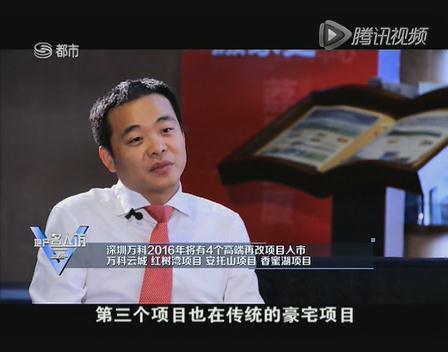 都市
腾讯视频
名人访
深圳万科2016年将有4个高端再改项目入市
万科云城 红树湾项目 安托山项目 香蜜湖项目
第三个项目也在传统的豪宅项目